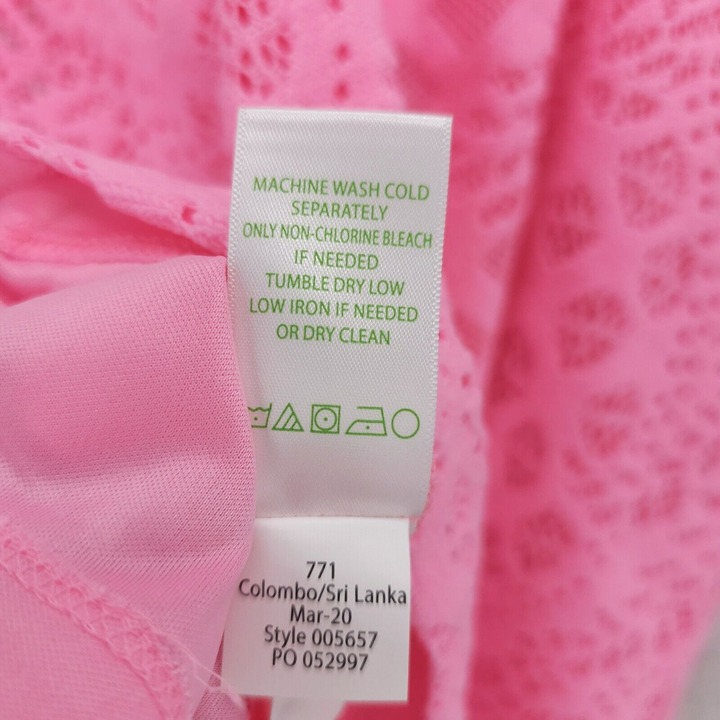 MACHINE WASH COLD
SEPARATELY
ONLY NON-CHLORINE BLEACH
IF NEEDED
TUMBLE DRY LOW
LOW IRON IF NEEDED
OR DRY CLEAN
771
Colombo/Sri Lanka
Mar-20
Style 005657
PO 052997